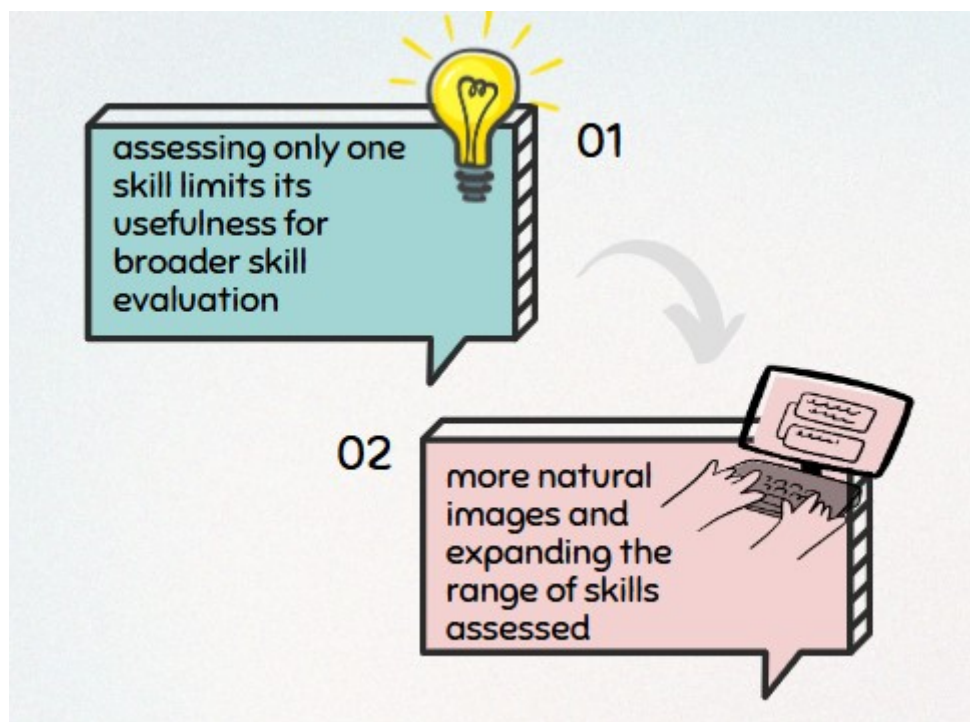 01
assessing only one
skill limits its
usefulness for
broader skill
evaluation
02
more natural
images and
expanding the
range of skills
assessed